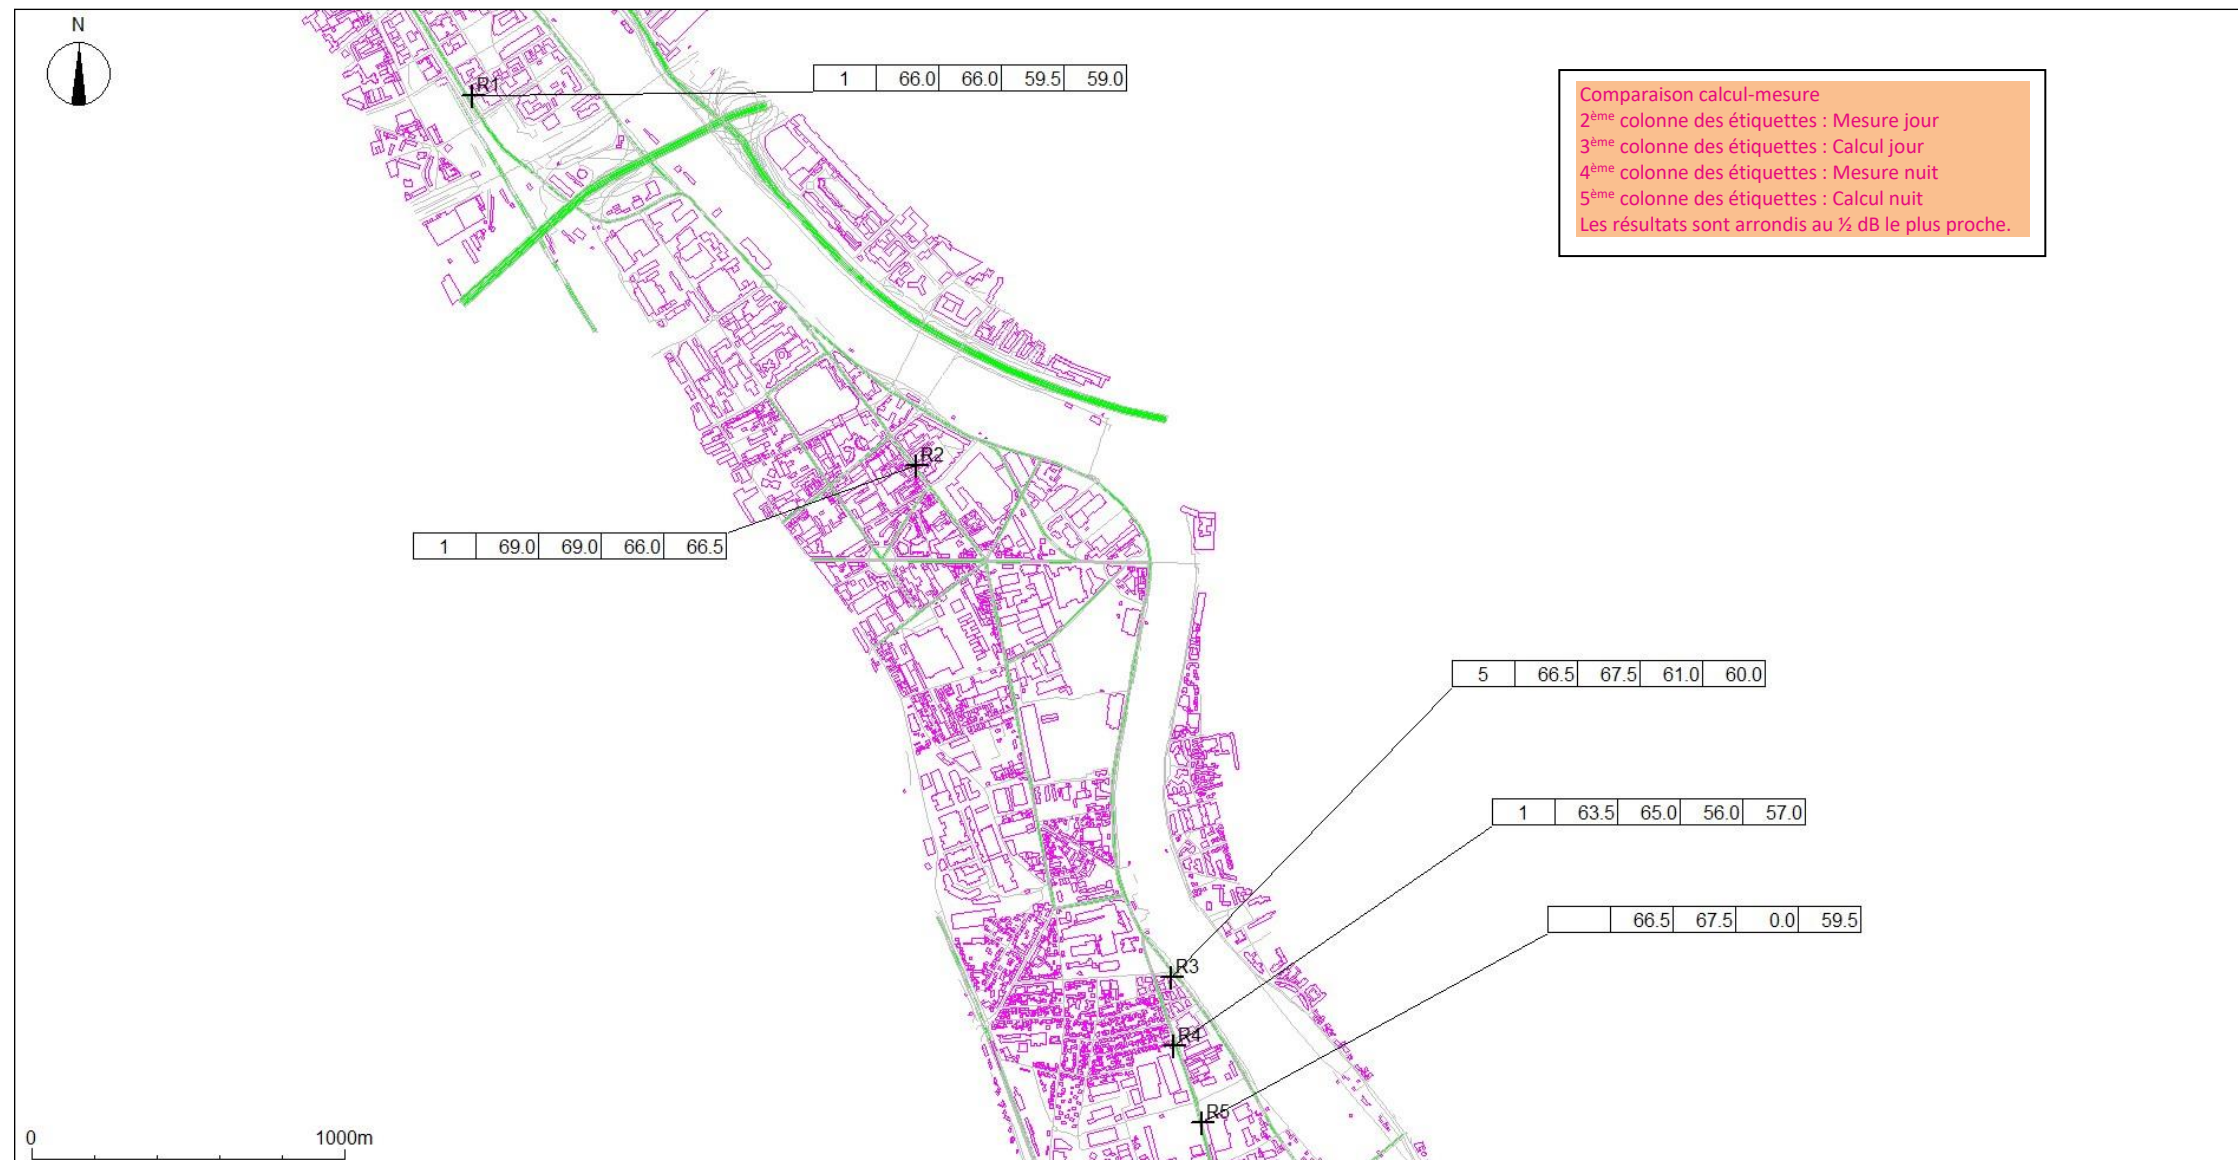 N
R1
1 66.0 66.0 59.5 59.0
Comparaison calcul-mesure
2ème colonne des étiquettes : Mesure jour
3ème colonne des étiquettes : Calcul jour
4ème colonne des étiquettes : Mesure nuit
5ème colonne des étiquettes : Calcul nuit
Les résultats sont arrondis au ½ dB le plus proche.
R2
1 69.0 69.0 66.0 66.5
5 66.5 67.5 61.0 60.0
1 63.5 65.0 56.0 57.0
66.5 67.5 0.0 59.5
R3
R4
R5
0 1000m